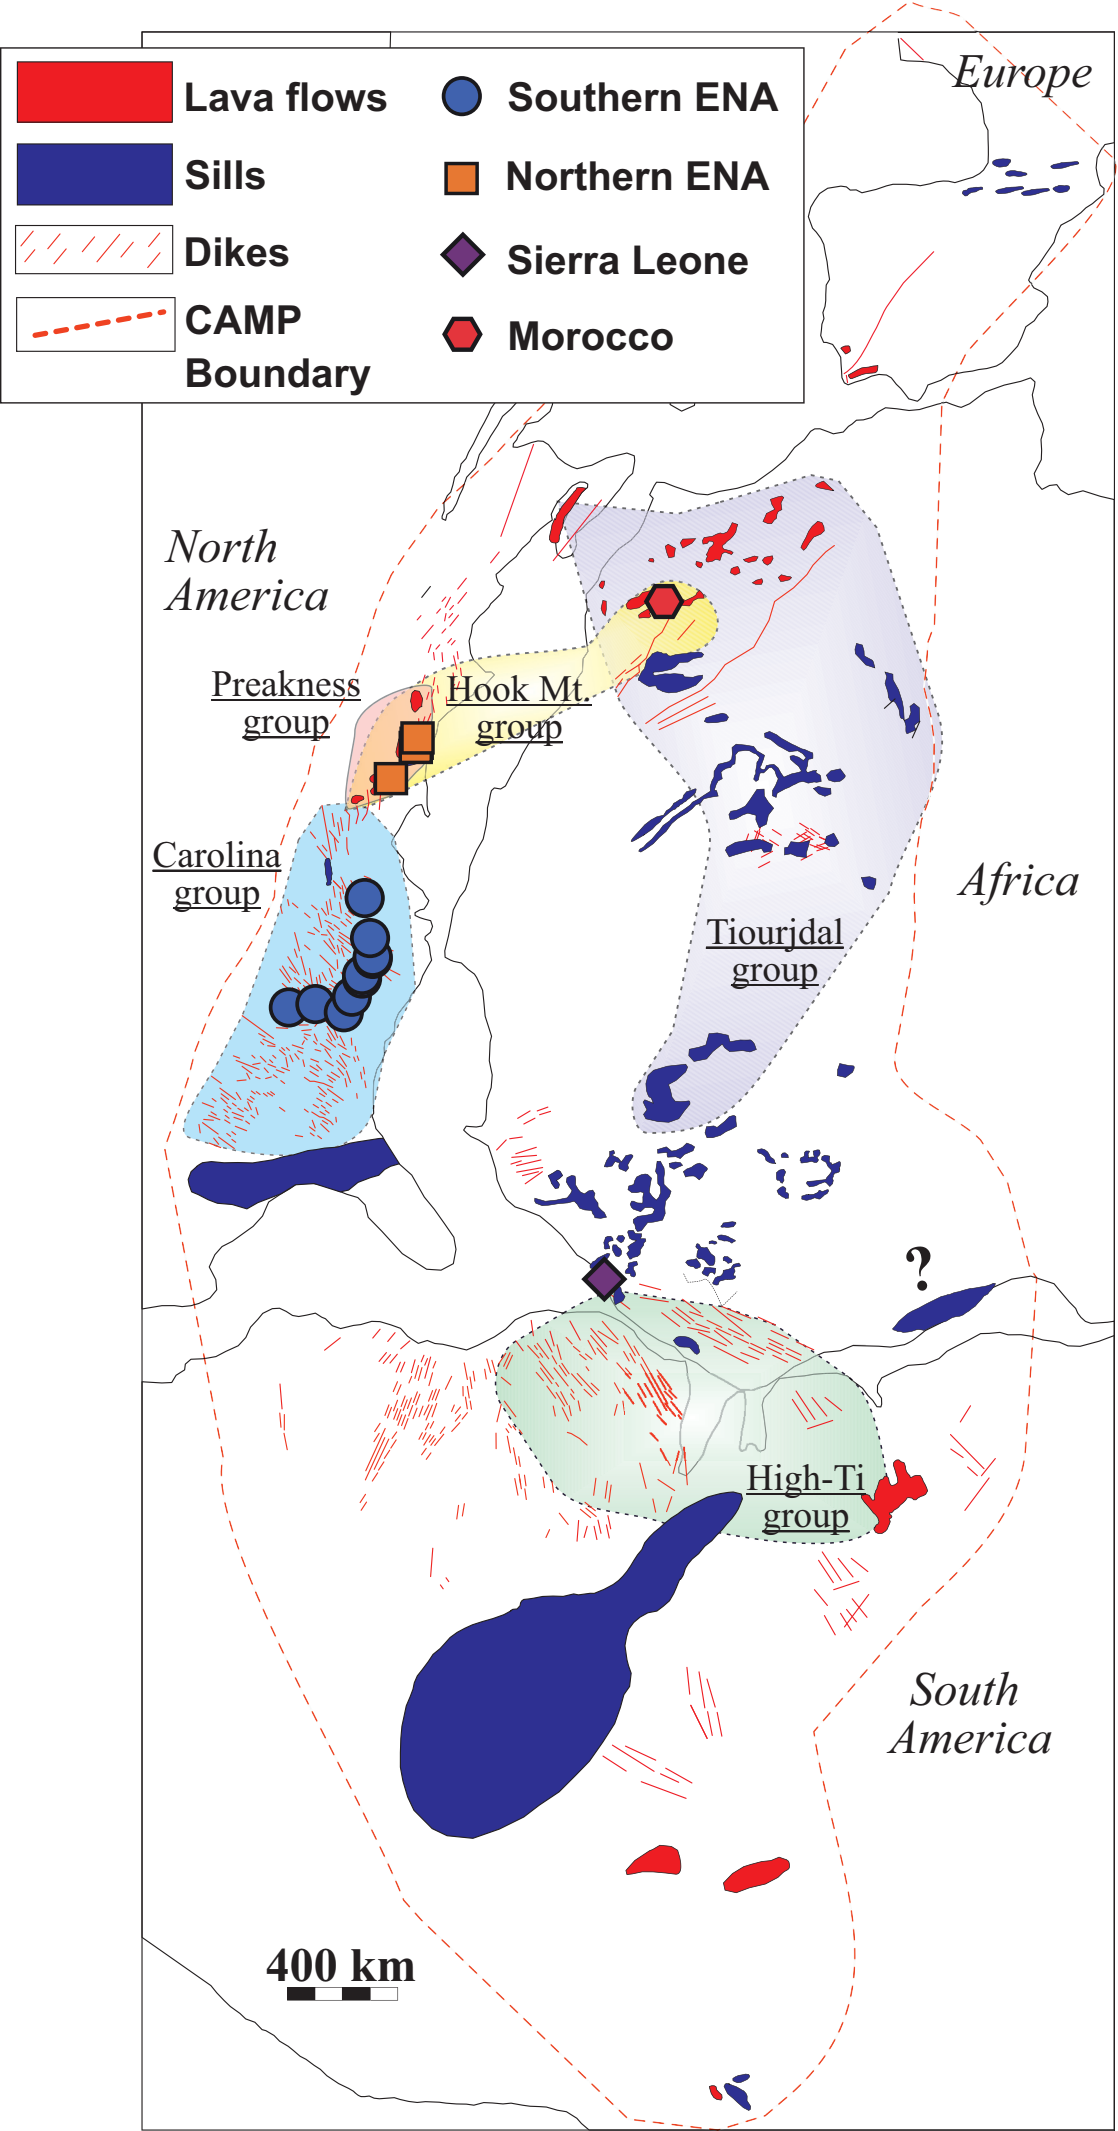 Lava flows
Sills
Dikes
CAMP
Boundary
Southern ENA
Northern ENA
Sierra Leone
Morocco
Europe
North
America
Preakness
group
Hook Mt.
group
Carolina
group
Africa
Tiourjdal
group
?
High-Ti
group
South
America
400 km